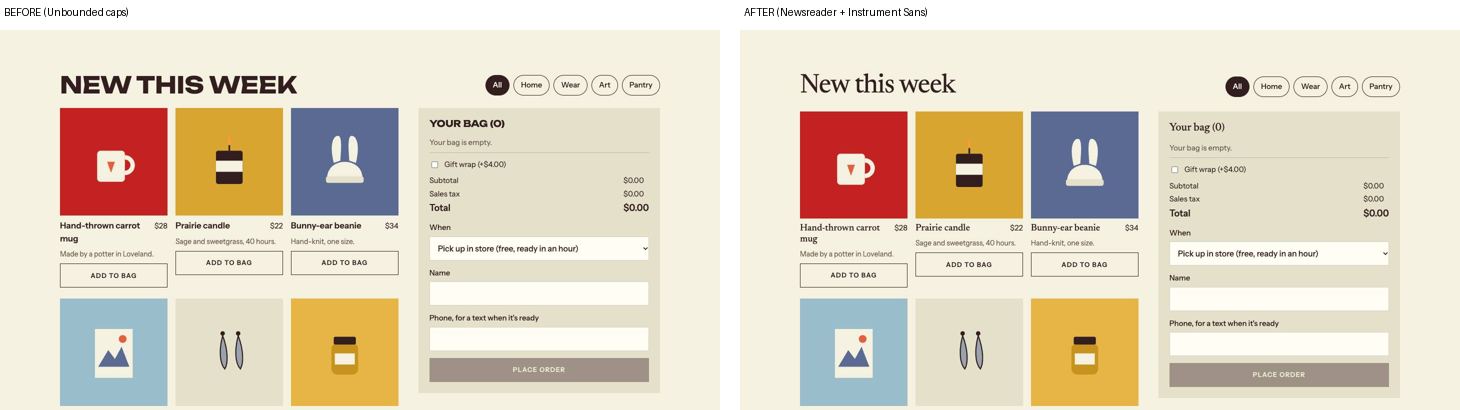 BEFORE (Unbounded caps)
NEW THIS WEEK
All
Home
Wear
Art
Pantry
Hand-thrown carrot mug
$28
Made by a potter in Loveland.
ADD TO BAG
Prairie candle
$22
Sage and sweetgrass, 40 hours.
ADD TO BAG
Bunny-ear beanie
$34
Hand-knit, one size.
ADD TO BAG
YOUR BAG (0)
Your bag is empty.
Gift wrap (+$4.00)
Subtotal $0.00
Sales tax $0.00
Total $0.00
When
Pick up in store (free, ready in an hour)
Name
Phone, for a text when it's ready
PLACE ORDER
AFTER (Newsreader + Instrument Sans)
New this week
All
Home
Wear
Art
Pantry
Hand-thrown carrot mug
$28
Made by a potter in Loveland.
ADD TO BAG
Prairie candle
$22
Sage and sweetgrass, 40 hours.
ADD TO BAG
Bunny-ear beanie
$34
Hand-knit, one size.
ADD TO BAG
Your bag (0)
Your bag is empty.
Gift wrap (+$4.00)
Subtotal $0.00
Sales tax $0.00
Total $0.00
When
Pick up in store (free, ready in an hour)
Name
Phone, for a text when it's ready
PLACE ORDER